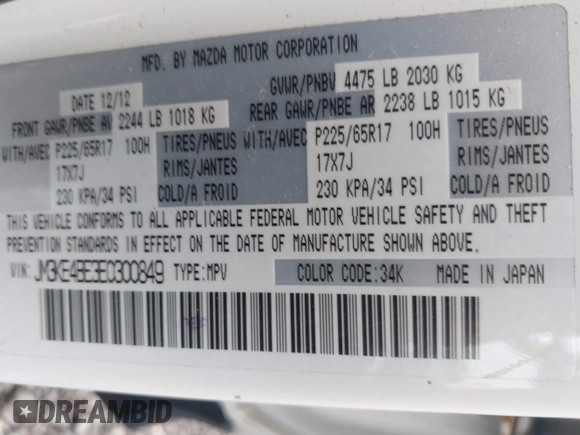 MFD. BY MAZDA MOTOR CORPORATION
DATE 12/12
GVWR/PNBV 4475 LB 2030 KG
FRONT GAWR/PNBE AV 2244 LB 1018 KG
REAR GAWR/PNBE AR 2238 LB 1015 KG
WITH/AVEC P225/65R17 100H TIRES/PNEUS
17X7J RIMS/JANTES
230 KPA/34 PSI COLD/A FROID
WITH/AVEC P225/65R17 100H TIRES/PNEUS
17X7J RIMS/JANTES
230 KPA/34 PSI COLD/A FROID
THIS VEHICLE CONFORMS TO ALL APPLICABLE FEDERAL MOTOR VEHICLE SAFETY AND THEFT
PREVENTION STANDARDS IN EFFECT ON THE DATE OF MANUFACTURE SHOWN ABOVE.
VIN: JM3KE4BE3E0300849 TYPE:MPV COLOR CODE:34K MADE IN JAPAN
DREAMBID